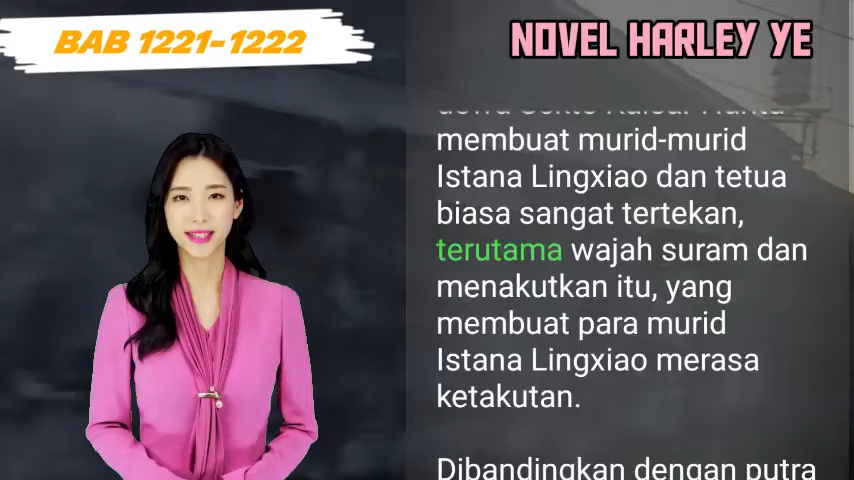 BAB 1221-1222
NOVEL HARLEY YE
membuat murid-murid
Istana Lingxiao dan tetua
biasa sangat tertekan,
terutama wajah suram dan
menakutkan itu, yang
membuat para murid
Istana Lingxiao merasa
ketakutan.
Dibandingkan dengan putra